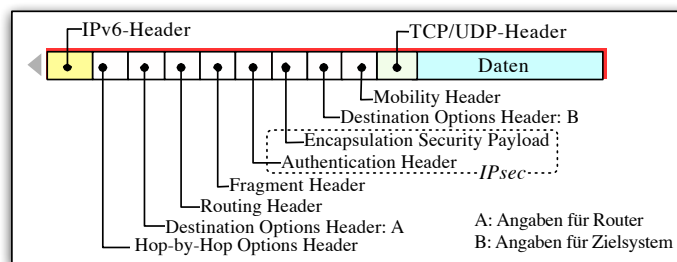 IPv6-Header
TCP/UDP-Header
Daten
Mobility Header
Destination Options Header: B
Encapsulation Security Payload
Authentication Header
IPsec
Fragment Header
Routing Header
Destination Options Header: A
Hop-by-Hop Options Header
A: Angaben für Router
B: Angaben für Zielsystem